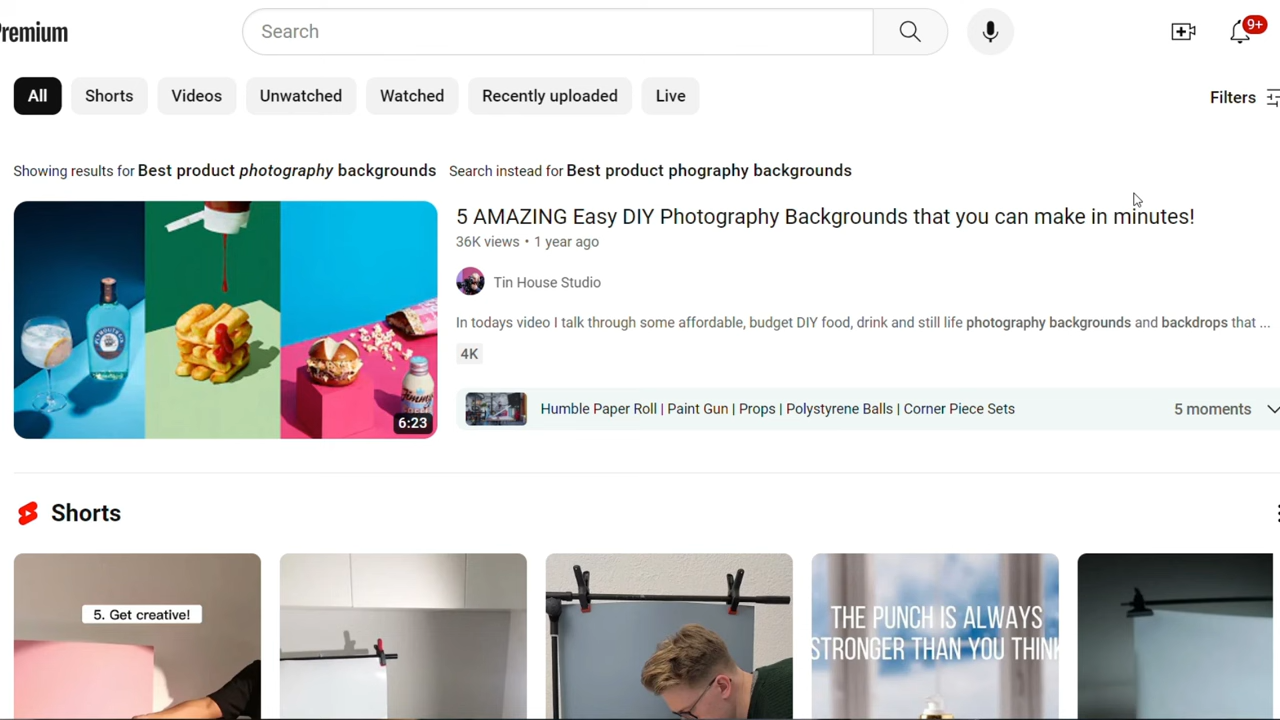 Premium
Search
9+
All
Shorts
Videos
Unwatched
Watched
Recently uploaded
Live
Filters
Showing results for Best product photography backgrounds
Search instead for Best product phography backgrounds
5 AMAZING Easy DIY Photography Backgrounds that you can make in minutes!
36K views • 1 year ago
Tin House Studio
In todays video I talk through some affordable, budget DIY food, drink and still life photography backgrounds and backdrops that ...
4K
6:23
Humble Paper Roll | Paint Gun | Props | Polystyrene Balls | Corner Piece Sets
5 moments
Shorts
5. Get creative!
THE PUNCH IS ALWAYS
STRONGER THAN YOU THINK